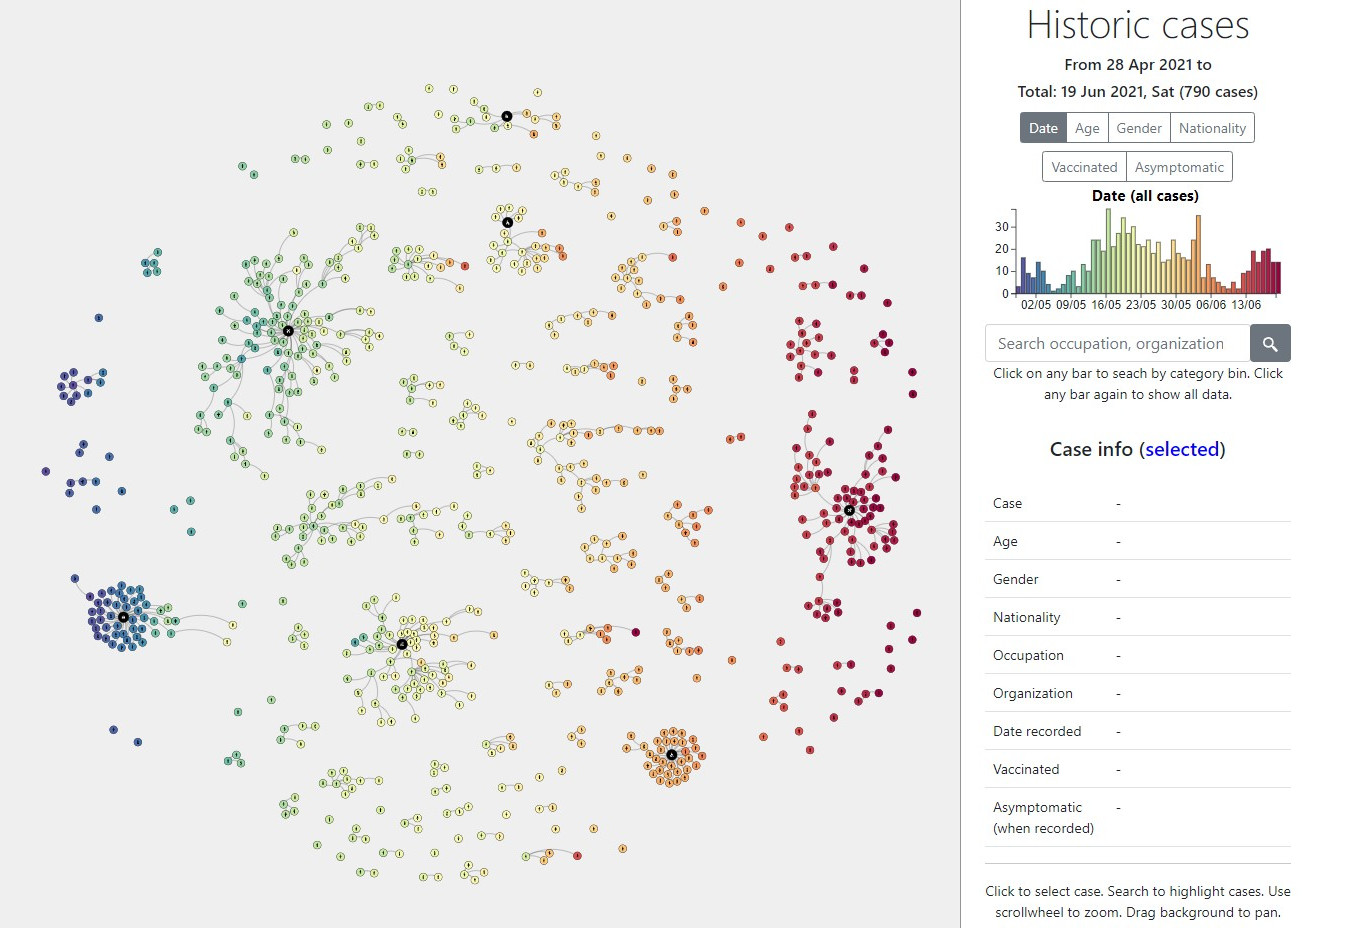 Historic cases
From 28 Apr 2021 to
Total: 19 Jun 2021, Sat (790 cases)
Date Age Gender Nationality
Vaccinated Asymptomatic
Date (all cases)
30
20
10
0
02/05 09/05 16/05 23/05 30/05 06/06 13/06
Search occupation, organization
Click on any bar to seach by category bin. Click
any bar again to show all data.
Case info (selected)
Case -
Age -
Gender -
Nationality -
Occupation -
Organization -
Date recorded -
Vaccinated -
Asymptomatic -
(when recorded)
Click to select case. Search to highlight cases. Use
scrollwheel to zoom. Drag background to pan.